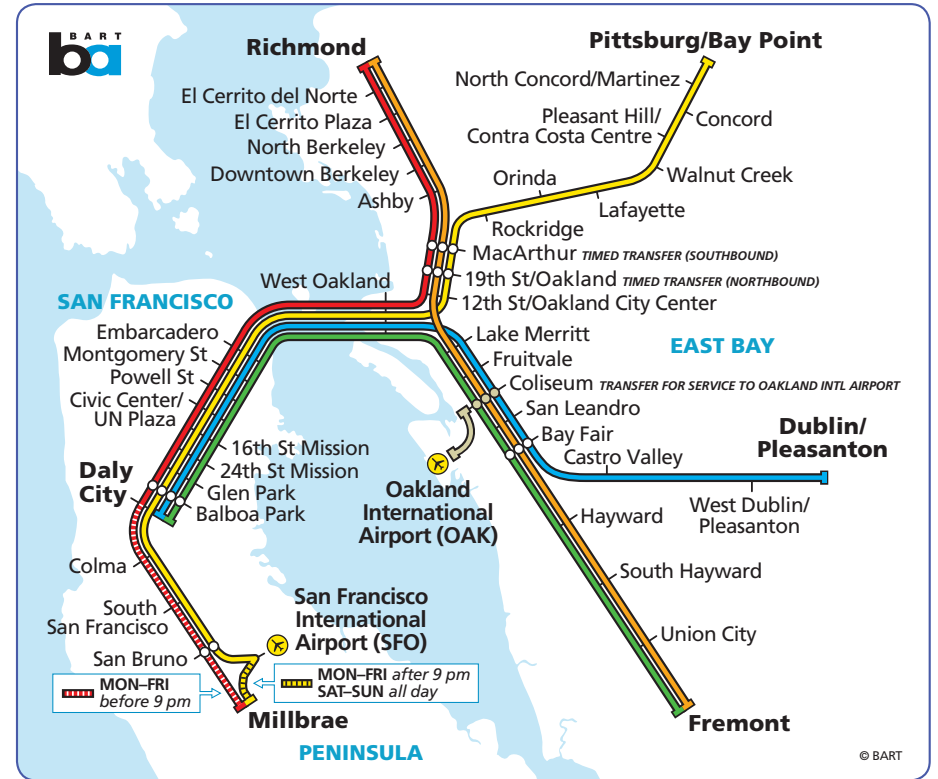 BART
ba
Richmond
Pittsburg/Bay Point
El Cerrito del Norte
El Cerrito Plaza
North Berkeley
Downtown Berkeley
Ashby
North Concord/Martinez
Pleasant Hill/
Contra Costa Centre
Concord
Walnut Creek
Orinda
Lafayette
Rockridge
MacArthur TIMED TRANSFER (SOUTHBOUND)
19th St/Oakland TIMED TRANSFER (NORTHBOUND)
12th St/Oakland City Center
West Oakland
SAN FRANCISCO
Embarcadero
Montgomery St
Powell St
Civic Center/
UN Plaza
16th St Mission
24th St Mission
Glen Park
Balboa Park
Daly
City
Lake Merritt
Fruitvale
EAST BAY
Coliseum TRANSFER FOR SERVICE TO OAKLAND INTL AIRPORT
San Leandro
Bay Fair
Castro Valley
Dublin/
Pleasanton
West Dublin/
Pleasanton
Oakland
International
Airport (OAK)
Hayward
South Hayward
Union City
Fremont
Colma
South
San Francisco
San Bruno
San Francisco
International
Airport (SFO)
MON–FRI
before 9 pm
MON–FRI after 9 pm
SAT–SUN all day
Millbrae
PENINSULA
© BART